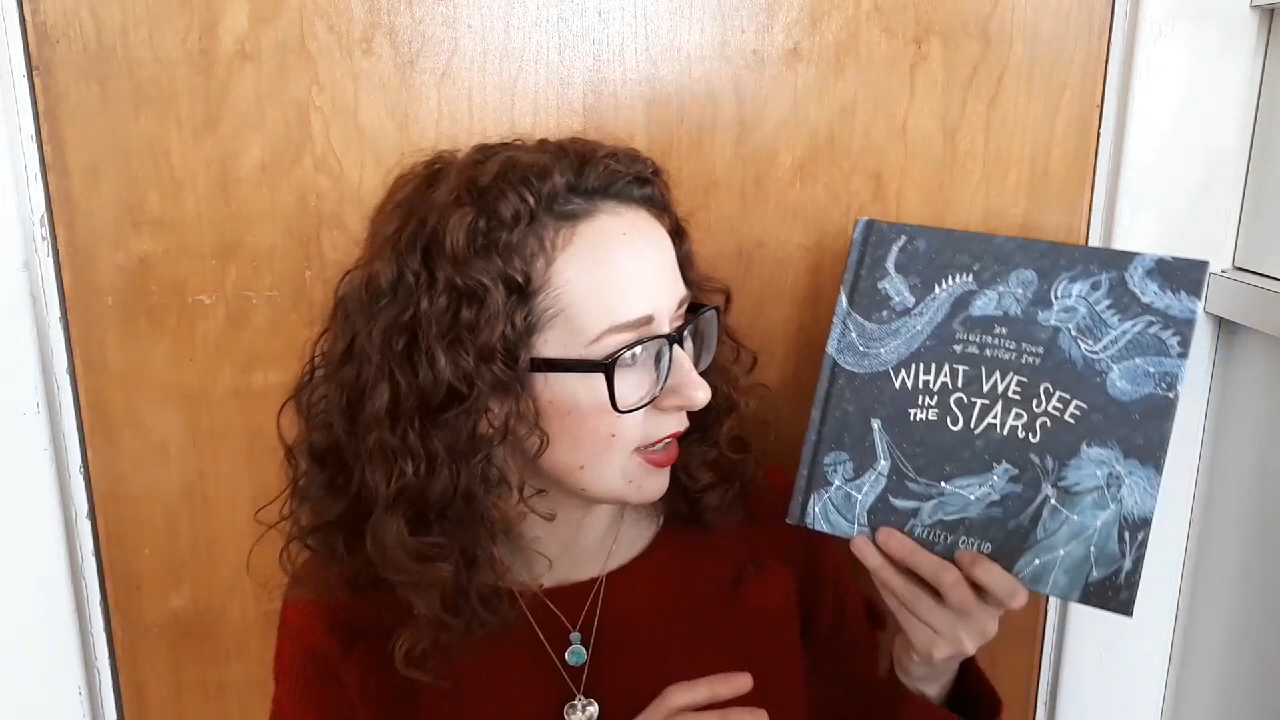 AN
ILLUSTRATED TOUR
of the NIGHT SKY
WHAT WE SEE
IN
THE STARS
KELSEY OSEID